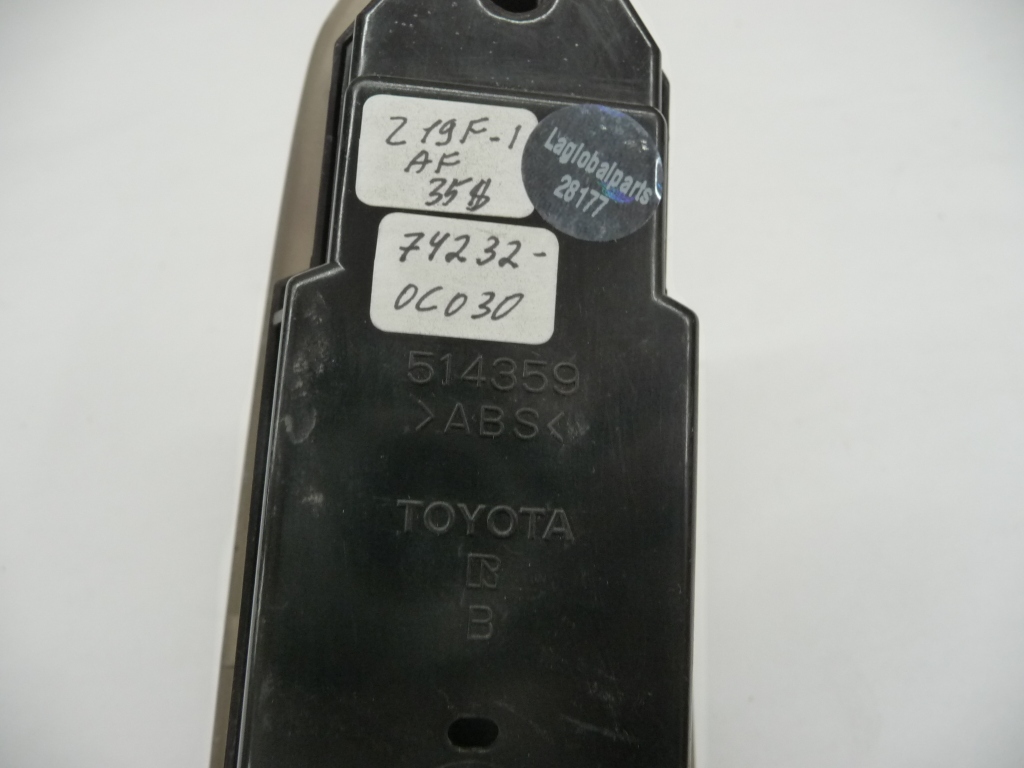 Z19F-1
AF
35$
Laglobalparts
28177
74232-
0C030
514359
>ABS<
TOYOTA
R
B